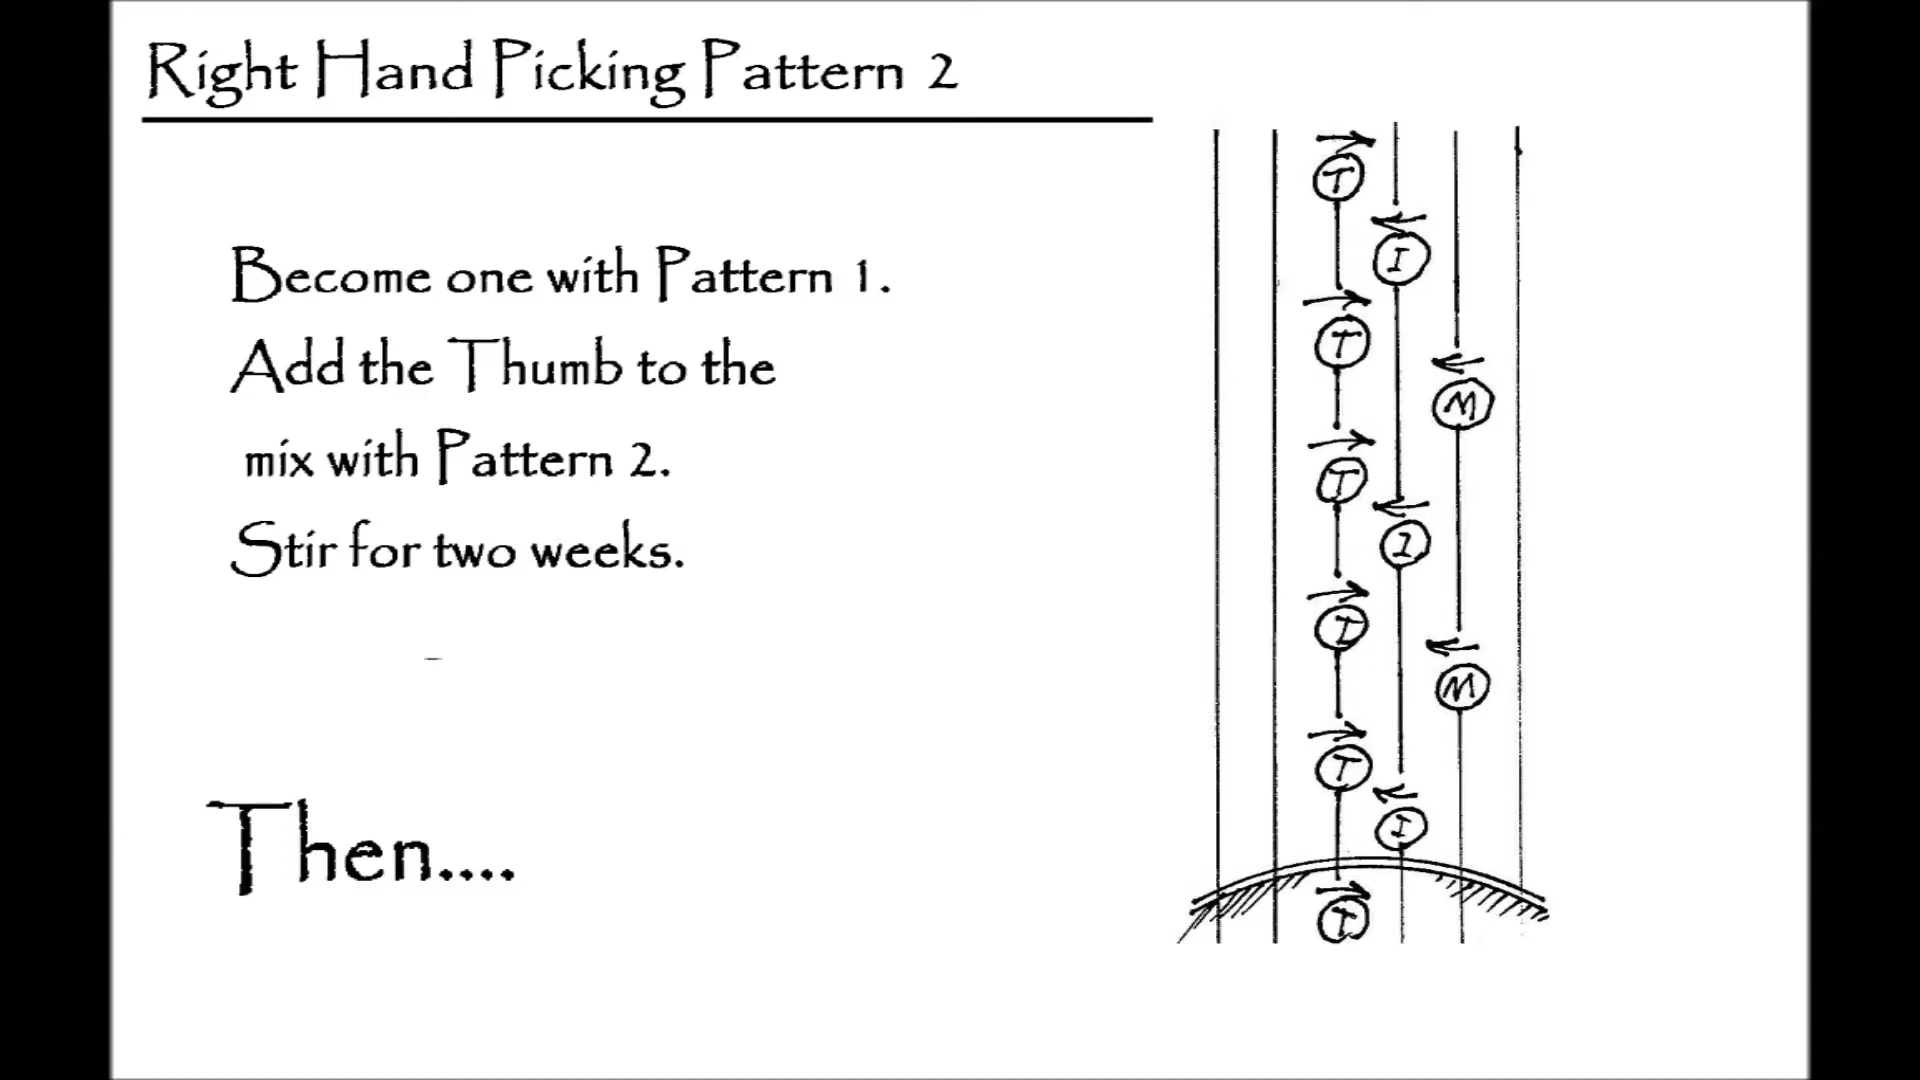 Right Hand Picking Pattern 2
Become one with Pattern 1.
Add the Thumb to the
mix with Pattern 2.
Stir for two weeks.
Then....
T
I
T
M
T
I
T
M
T
I
T